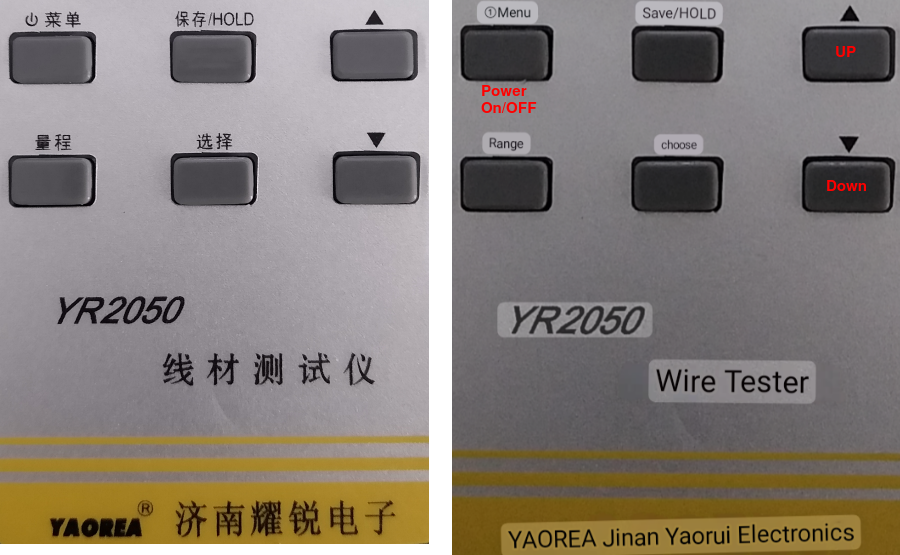 ⏻菜单
保存/HOLD
▲
量程
选择
▼
YR2050
线材测试仪
YAOREA® 济南耀锐电子
①Menu
Save/HOLD
▲
UP
Power
On/OFF
Range
choose
▼
Down
YR2050
Wire Tester
YAOREA Jinan Yaorui Electronics